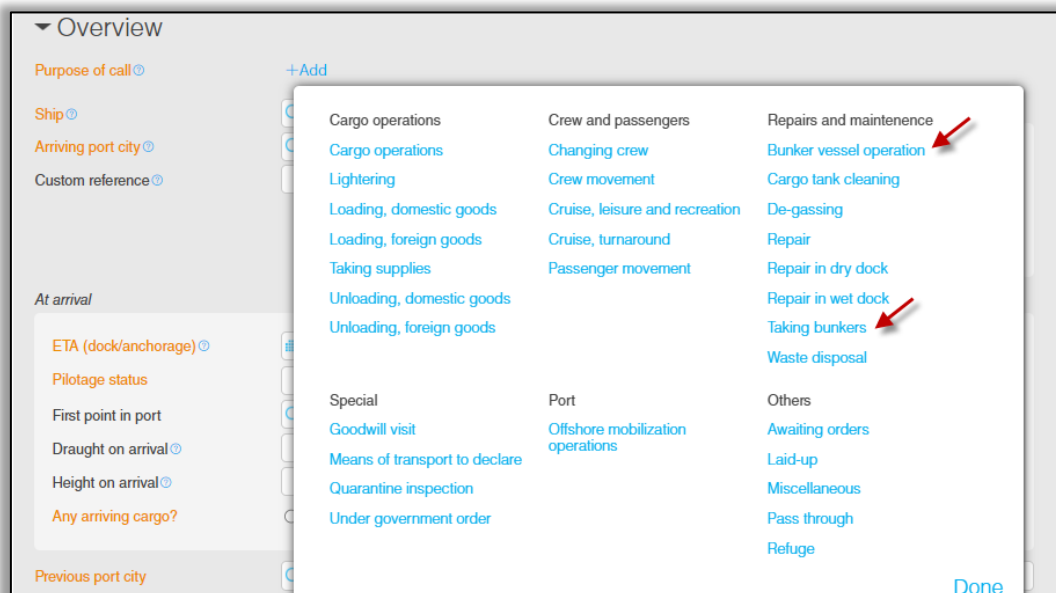 Overview
Purpose of call
+Add
Ship
Arriving port city
Custom reference
At arrival
ETA (dock/anchorage)
Pilotage status
First point in port
Draught on arrival
Height on arrival
Any arriving cargo?
Previous port city
Cargo operations
Cargo operations
Lightering
Loading, domestic goods
Loading, foreign goods
Taking supplies
Unloading, domestic goods
Unloading, foreign goods
Crew and passengers
Changing crew
Crew movement
Cruise, leisure and recreation
Cruise, turnaround
Passenger movement
Repairs and maintenence
Bunker vessel operation
Cargo tank cleaning
De-gassing
Repair
Repair in dry dock
Repair in wet dock
Taking bunkers
Waste disposal
Special
Goodwill visit
Means of transport to declare
Quarantine inspection
Under government order
Port
Offshore mobilization
operations
Others
Awaiting orders
Laid-up
Miscellaneous
Pass through
Refuge
Done